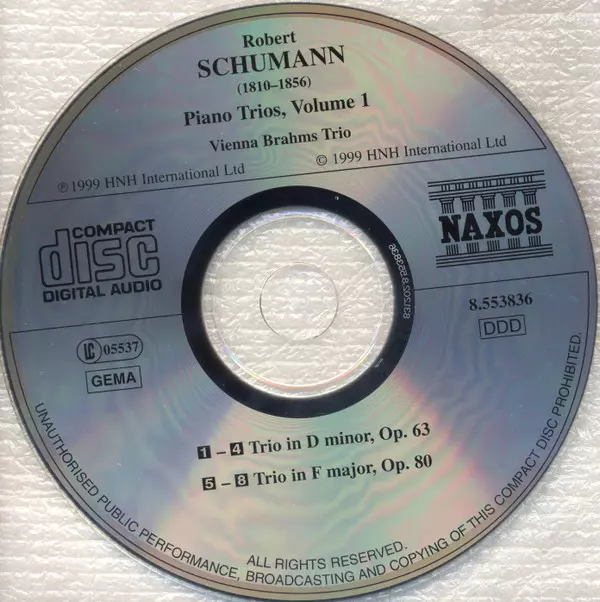 Robert
SCHUMANN
(1810–1856)
Piano Trios, Volume 1
Vienna Brahms Trio
℗ 1999 HNH International Ltd
© 1999 HNH International Ltd
COMPACT
disc
DIGITAL AUDIO
NAXOS
8.553836
DDD
LC 05537
GEMA
1 – 4 Trio in D minor, Op. 63
5 – 8 Trio in F major, Op. 80
ALL RIGHTS RESERVED.
UNAUTHORISED PUBLIC PERFORMANCE, BROADCASTING AND COPYING OF THIS COMPACT DISC PROHIBITED.